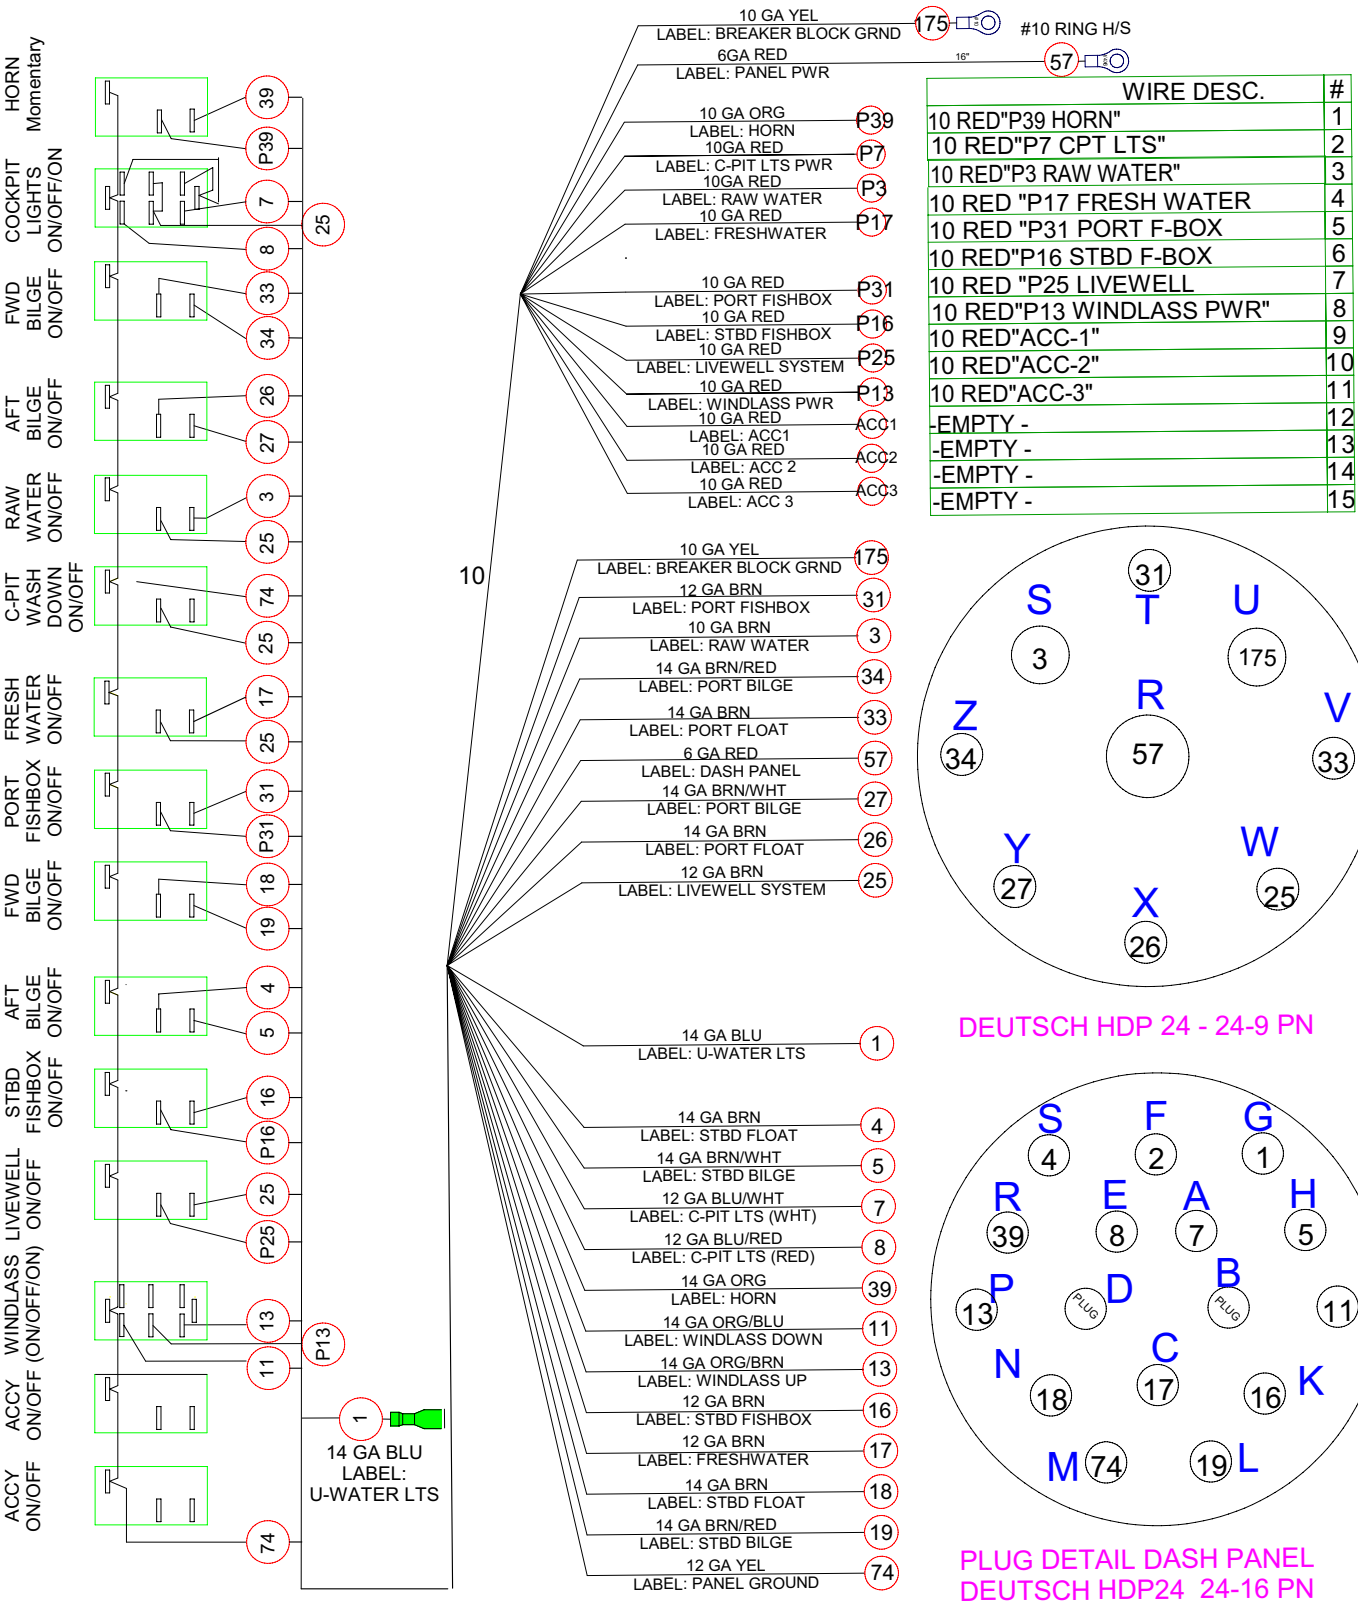 HORN
Momentary
39
P39
COCKPIT
LIGHTS
ON/OFF/ON
7
8
25
FWD
BILGE
ON/OFF
33
34
AFT
BILGE
ON/OFF
26
27
RAW
WATER
ON/OFF
3
25
C-PIT
WASH
DOWN
ON/OFF
74
25
FRESH
WATER
ON/OFF
17
25
PORT
FISHBOX
ON/OFF
31
P31
FWD
BILGE
ON/OFF
18
19
AFT
BILGE
ON/OFF
4
5
STBD
FISHBOX
ON/OFF
16
P16
LIVEWELL
ON/OFF
25
P25
WINDLASS
(ON/OFF/ON)
13
11
P13
ACCY
ON/OFF
ACCY
ON/OFF
74
1
14 GA BLU
LABEL:
U-WATER LTS
10
10 GA YEL
LABEL: BREAKER BLOCK GRND
175
#10 RING H/S
6GA RED
LABEL: PANEL PWR
16"
57
10 GA ORG
LABEL: HORN
P39
10GA RED
LABEL: C-PIT LTS PWR
P7
10GA RED
LABEL: RAW WATER
P3
10 GA RED
LABEL: FRESHWATER
P17
10 GA RED
LABEL: PORT FISHBOX
P31
10 GA RED
LABEL: STBD FISHBOX
P16
10 GA RED
LABEL: LIVEWELL SYSTEM
P25
10 GA RED
LABEL: WINDLASS PWR
P13
10 GA RED
LABEL: ACC1
ACC1
10 GA RED
LABEL: ACC 2
ACC2
10 GA RED
LABEL: ACC 3
ACC3
WIRE DESC. #
10 RED"P39 HORN" 1
10 RED"P7 CPT LTS" 2
10 RED"P3 RAW WATER" 3
10 RED "P17 FRESH WATER 4
10 RED "P31 PORT F-BOX 5
10 RED"P16 STBD F-BOX 6
10 RED "P25 LIVEWELL 7
10 RED"P13 WINDLASS PWR" 8
10 RED"ACC-1" 9
10 RED"ACC-2" 10
10 RED"ACC-3" 11
-EMPTY - 12
-EMPTY - 13
-EMPTY - 14
-EMPTY - 15
10 GA YEL
LABEL: BREAKER BLOCK GRND
175
12 GA BRN
LABEL: PORT FISHBOX
31
10 GA BRN
LABEL: RAW WATER
3
14 GA BRN/RED
LABEL: PORT BILGE
34
14 GA BRN
LABEL: PORT FLOAT
33
6 GA RED
LABEL: DASH PANEL
57
14 GA BRN/WHT
LABEL: PORT BILGE
27
14 GA BRN
LABEL: PORT FLOAT
26
12 GA BRN
LABEL: LIVEWELL SYSTEM
25
14 GA BLU
LABEL: U-WATER LTS
1
14 GA BRN
LABEL: STBD FLOAT
4
14 GA BRN/WHT
LABEL: STBD BILGE
5
12 GA BLU/WHT
LABEL: C-PIT LTS (WHT)
7
12 GA BLU/RED
LABEL: C-PIT LTS (RED)
8
14 GA ORG
LABEL: HORN
39
14 GA ORG/BLU
LABEL: WINDLASS DOWN
11
14 GA ORG/BRN
LABEL: WINDLASS UP
13
12 GA BRN
LABEL: STBD FISHBOX
16
12 GA BRN
LABEL: FRESHWATER
17
14 GA BRN
LABEL: STBD FLOAT
18
14 GA BRN/RED
LABEL: STBD BILGE
19
12 GA YEL
LABEL: PANEL GROUND
74
31
S T U
3 175
R
Z V
34 57 33
Y W
27 25
X
26
DEUTSCH HDP 24 - 24-9 PN
S F G
4 2 1
R E A H
39 8 7 5
P D B
13 PLUG PLUG 11
N C K
18 17 16
M 74 19 L
PLUG DETAIL DASH PANEL
DEUTSCH HDP24 24-16 PN